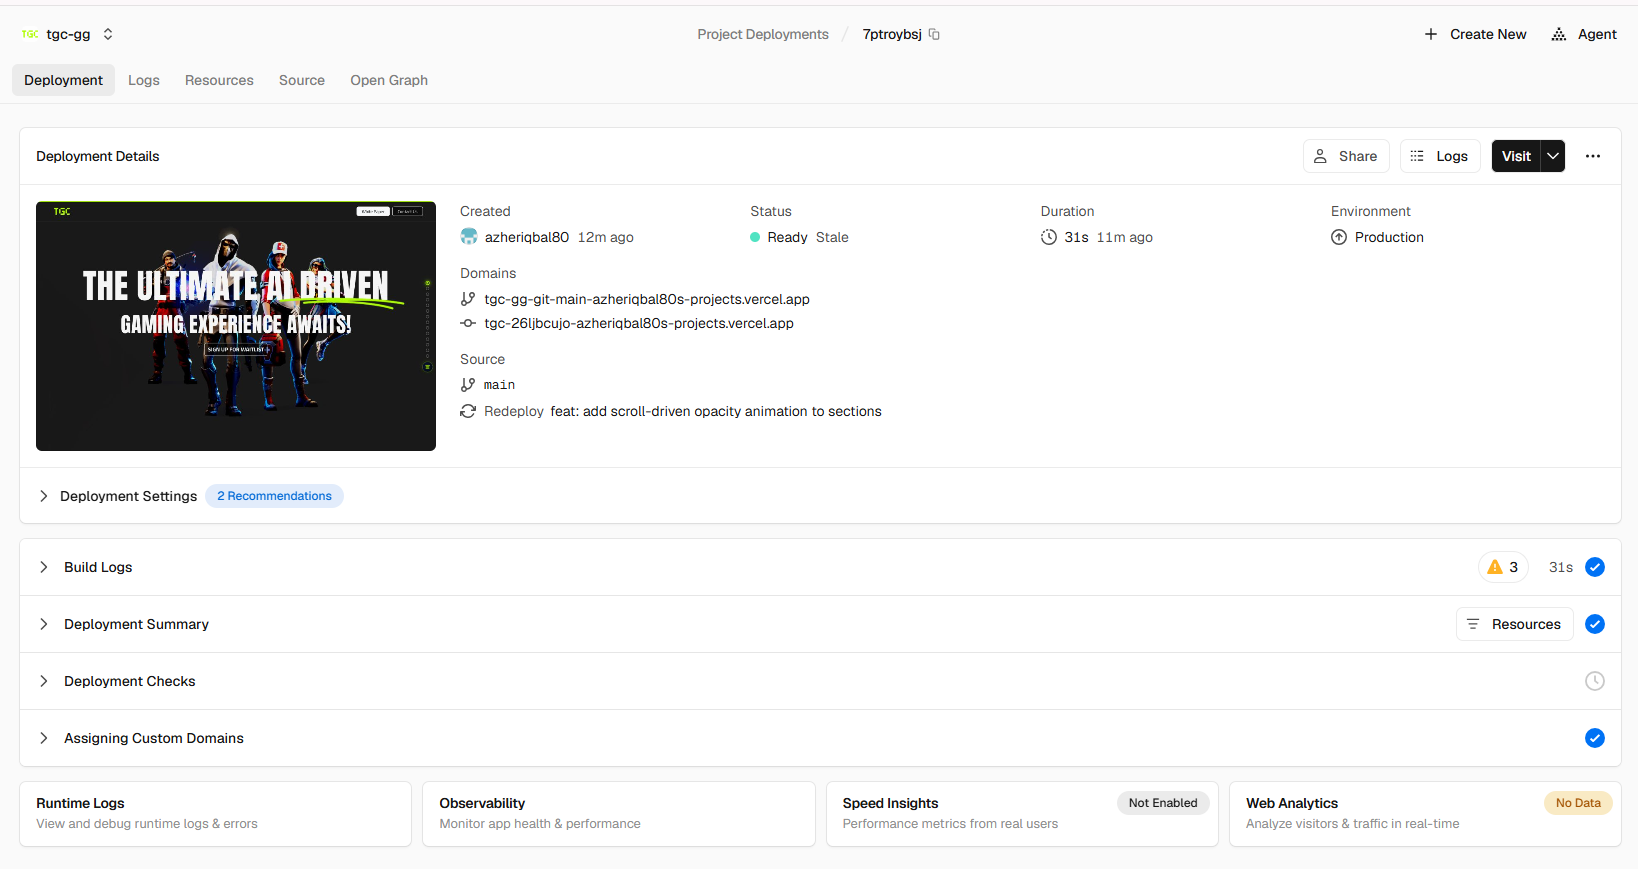 TGC tgc-gg
Project Deployments / 7ptroybsj
Create New
Agent
Deployment
Logs
Resources
Source
Open Graph
Deployment Details
Share
Logs
Visit
TGC
THE ULTIMATE AI DRIVEN
GAMING EXPERIENCE AWAITS!
SIGN UP FOR WAITLIST
Created
azheriqbal80 12m ago
Status
Ready Stale
Duration
31s 11m ago
Environment
Production
Domains
tgc-gg-git-main-azheriqbal80s-projects.vercel.app
tgc-26ljbcujo-azheriqbal80s-projects.vercel.app
Source
main
Redeploy feat: add scroll-driven opacity animation to sections
Deployment Settings 2 Recommendations
Build Logs
3
31s
Deployment Summary
Resources
Deployment Checks
Assigning Custom Domains
Runtime Logs
View and debug runtime logs & errors
Observability
Monitor app health & performance
Speed Insights
Not Enabled
Performance metrics from real users
Web Analytics
No Data
Analyze visitors & traffic in real-time